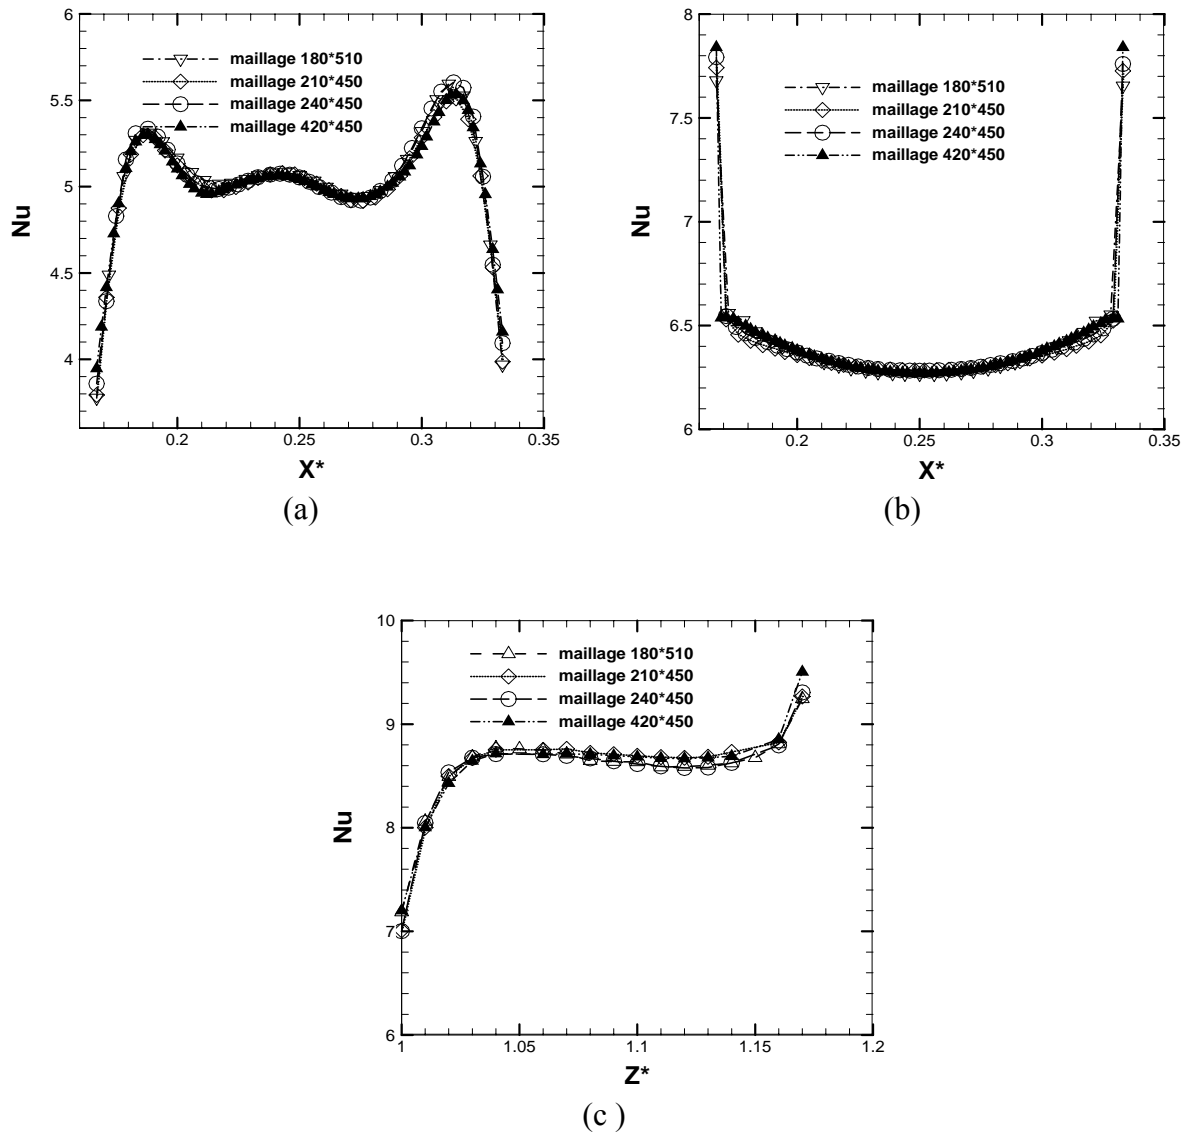 6
5.5
5
4.5
4
Nu
maillage 180*510
maillage 210*450
maillage 240*450
maillage 420*450
0.2
0.25
0.3
0.35
X*
(a)
8
7.5
7
6.5
6
Nu
maillage 180*510
maillage 210*450
maillage 240*450
maillage 420*450
0.2
0.25
0.3
0.35
X*
(b)
10
9
8
7
6
Nu
maillage 180*510
maillage 210*450
maillage 240*450
maillage 420*450
1
1.05
1.1
1.15
1.2
Z*
(c )